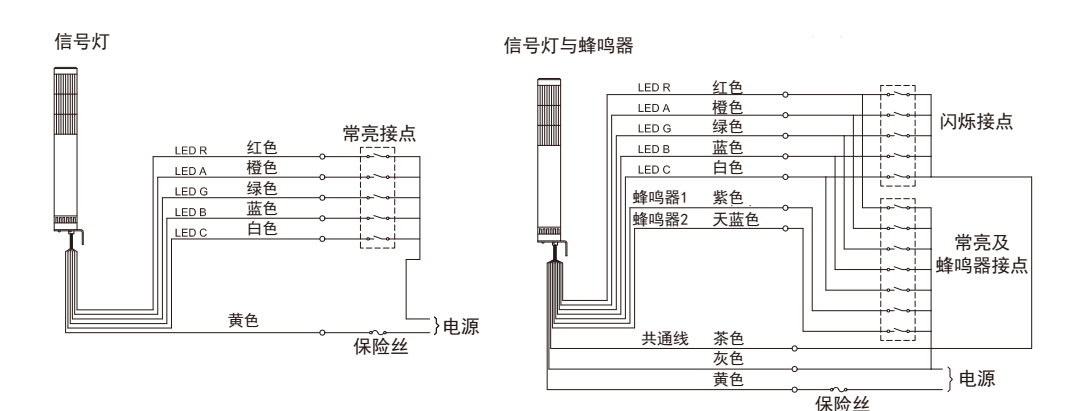 信号灯
常亮接点
LED R 红色
LED A 橙色
LED G 绿色
LED B 蓝色
LED C 白色
黄色
保险丝
电源
信号灯与蜂鸣器
LED R 红色
LED A 橙色
LED G 绿色
LED B 蓝色
LED C 白色
闪烁接点
蜂鸣器1 紫色
蜂鸣器2 天蓝色
常亮及
蜂鸣器接点
共通线 茶色
灰色
黄色
保险丝
电源